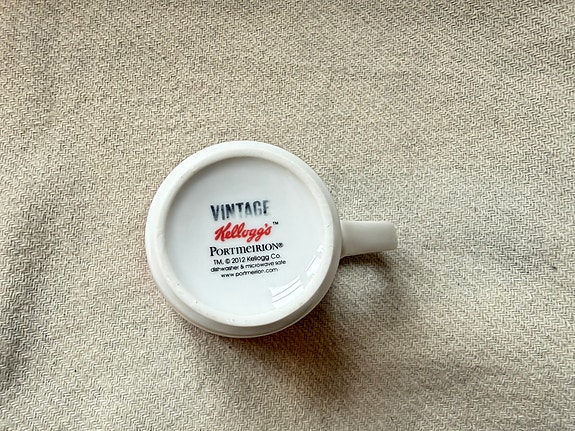 VINTAGE
Kellogg's™
PORTMEIRION®
TM, © 2012 Kellogg Co.
dishwasher & microwave safe
www.portmeirion.com